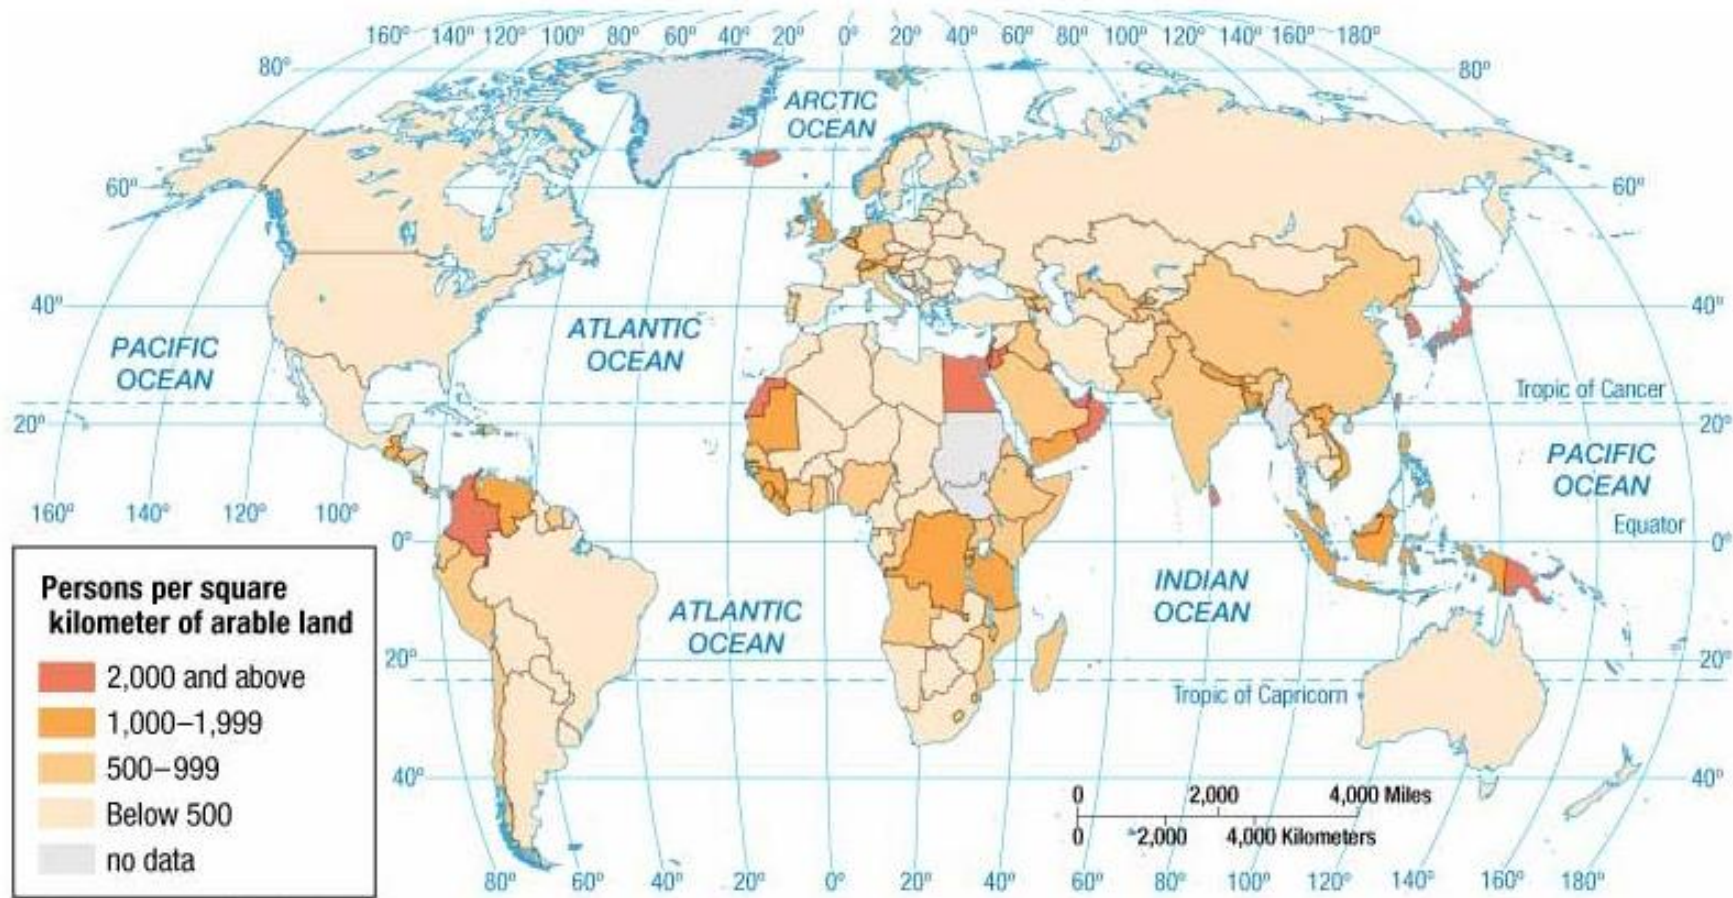 160° 140° 120° 100° 80° 60° 40° 20° 0° 20° 40° 60° 80° 100° 120° 140° 160° 180°
80° 80°
ARCTIC
OCEAN
60° 60°
40° 40°
PACIFIC
OCEAN
ATLANTIC
OCEAN
Tropic of Cancer
20° 20°
PACIFIC
OCEAN
160° 140° 120° 100°
Equator
0° 0°
INDIAN
OCEAN
ATLANTIC
OCEAN
20° 20°
Tropic of Capricorn
40° 40°
Persons per square
kilometer of arable land
2,000 and above
1,000–1,999
500–999
Below 500
no data
0 2,000 4,000 Miles
0 2,000 4,000 Kilometers
80° 60° 40° 20° 0° 20° 40° 60° 80° 100° 120° 140° 160° 180°